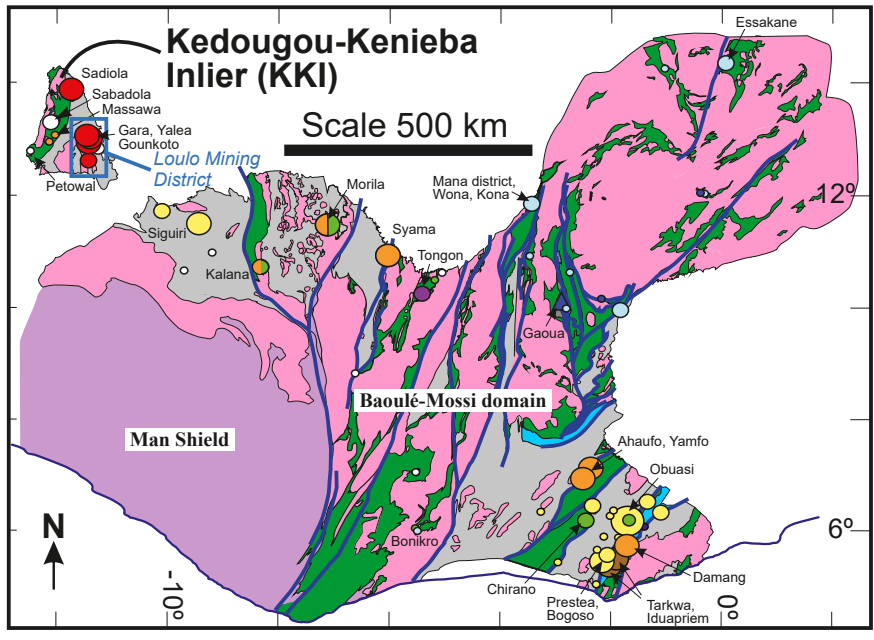 Kedougou-Kenieba
Inlier (KKI)
Essakane
Sadiola
Sabadola
Massawa
Gara, Yalea
Gounkoto
Scale 500 km
Loulo Mining
District
Petowal
Morila
Mana district,
Wona, Kona
12º
Siguiri
Syama
Kalana
Tongon
Gaoua
Baoulé-Mossi domain
Man Shield
Ahaufo, Yamfo
Obuasi
N
Bonikro
6º
-10º
Chirano
Damang
Prestea,
Bogoso
Tarkwa,
Iduapriem
0º